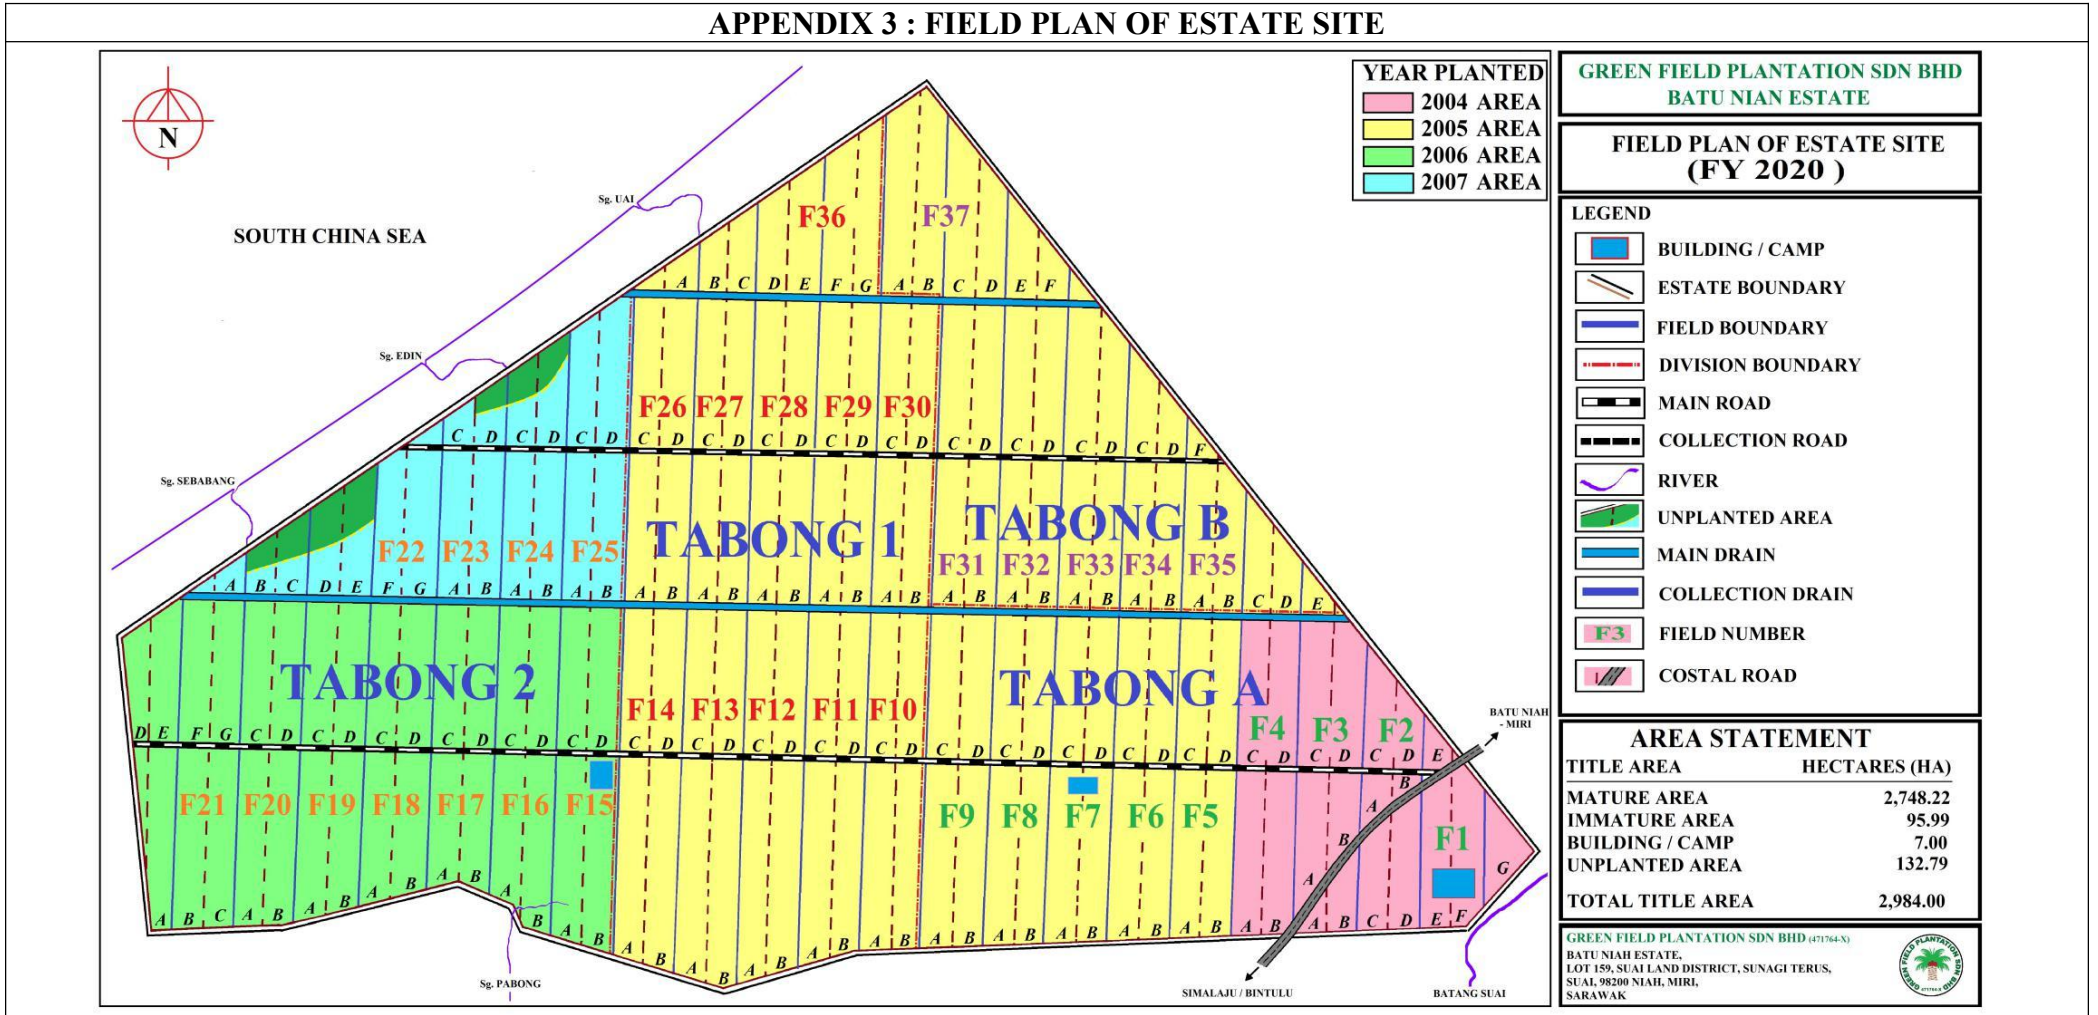 APPENDIX 3 : FIELD PLAN OF ESTATE SITE
N
SOUTH CHINA SEA
Sg. UAI
Sg. EDIN
Sg. SEBABANG
YEAR PLANTED
2004 AREA
2005 AREA
2006 AREA
2007 AREA
F36 F37
A B C D E F G A B C D E F
F26 F27 F28 F29 F30
C D C D C D C D C D C D C D C D C D C D C D C D F
TABONG 1 TABONG B
F22 F23 F24 F25 F31 F32 F33 F34 F35
A B C D E F G A B A B A B A B A B A B A B A B A B A B A B A B A B C D E
TABONG 2 TABONG A
F14 F13 F12 F11 F10 F4 F3 F2
D E F G C D C D C D C D C D C D C D C D C D C D C D C D C D C D C D C D C D C D C D E
BATU NIAH
- MIRI
F21 F20 F19 F18 F17 F16 F15 F9 F8 F7 F6 F5 F1
B
A
B
A
G
A B C A B A B A B A B A B A B A B A B A B A B A B A B A B A B A B A B A B A B C D E F
Sg. PABONG
SIMALAJU / BINTULU
BATANG SUAI
GREEN FIELD PLANTATION SDN BHD
BATU NIAN ESTATE
FIELD PLAN OF ESTATE SITE
(FY 2020 )
LEGEND
BUILDING / CAMP
ESTATE BOUNDARY
FIELD BOUNDARY
DIVISION BOUNDARY
MAIN ROAD
COLLECTION ROAD
RIVER
UNPLANTED AREA
MAIN DRAIN
COLLECTION DRAIN
F3 FIELD NUMBER
COSTAL ROAD
AREA STATEMENT
TITLE AREA HECTARES (HA)
MATURE AREA 2,748.22
IMMATURE AREA 95.99
BUILDING / CAMP 7.00
UNPLANTED AREA 132.79
TOTAL TITLE AREA 2,984.00
GREEN FIELD PLANTATION SDN BHD (471764-X)
BATU NIAH ESTATE,
LOT 159, SUAI LAND DISTRICT, SUNAGI TERUS,
SUAI, 98200 NIAH, MIRI,
SARAWAK
GREEN FIELD PLANTATION SDN BHD
471764-X